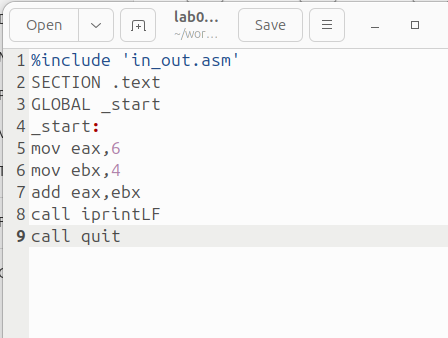 Open
lab0...
~/wor...
Save
1 %include 'in_out.asm'
2 SECTION .text
3 GLOBAL _start
4 _start:
5 mov eax,6
6 mov ebx,4
7 add eax,ebx
8 call iprintLF
9 call quit